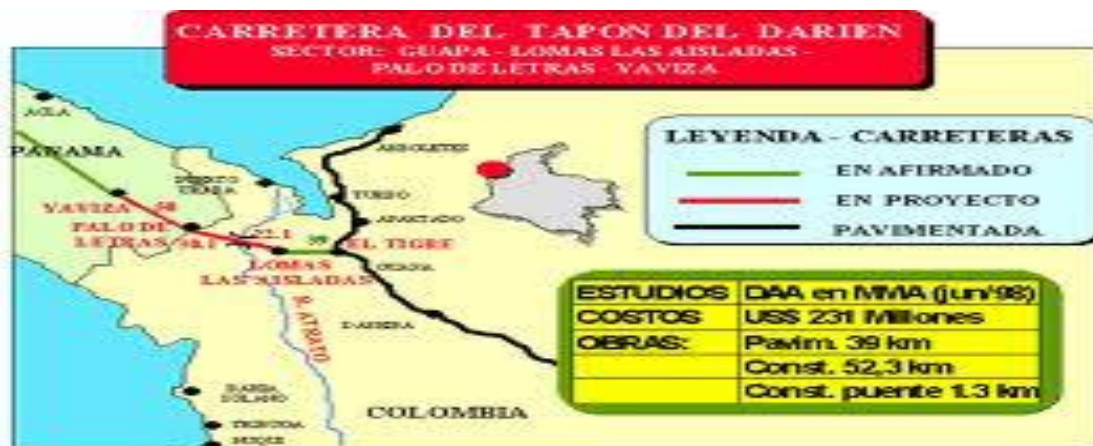 CARRETERA DEL TAPON DEL DARIEN
SECTOR: GUAPA - LOMAS LAS AISLADAS -
PALO DE LETRAS - YAVIZA
LEYENDA - CARRETERAS
EN AFIRMADO
EN PROYECTO
PAVIMENTADA
PANAMA
ARBOLETES
TURBO
APARTADO
YAVIZA
PALO DE
LETRAS
39
EL TIGRE
LOMAS
LAS AISLADAS
R. ATRATO
COLOMBIA
ESTUDIOS DAA en MMA (jun/98)
COSTOS US$ 231 Millones
OBRAS: Pavim. 39 km
Const. 52,3 km
Const. puente 1.3 km